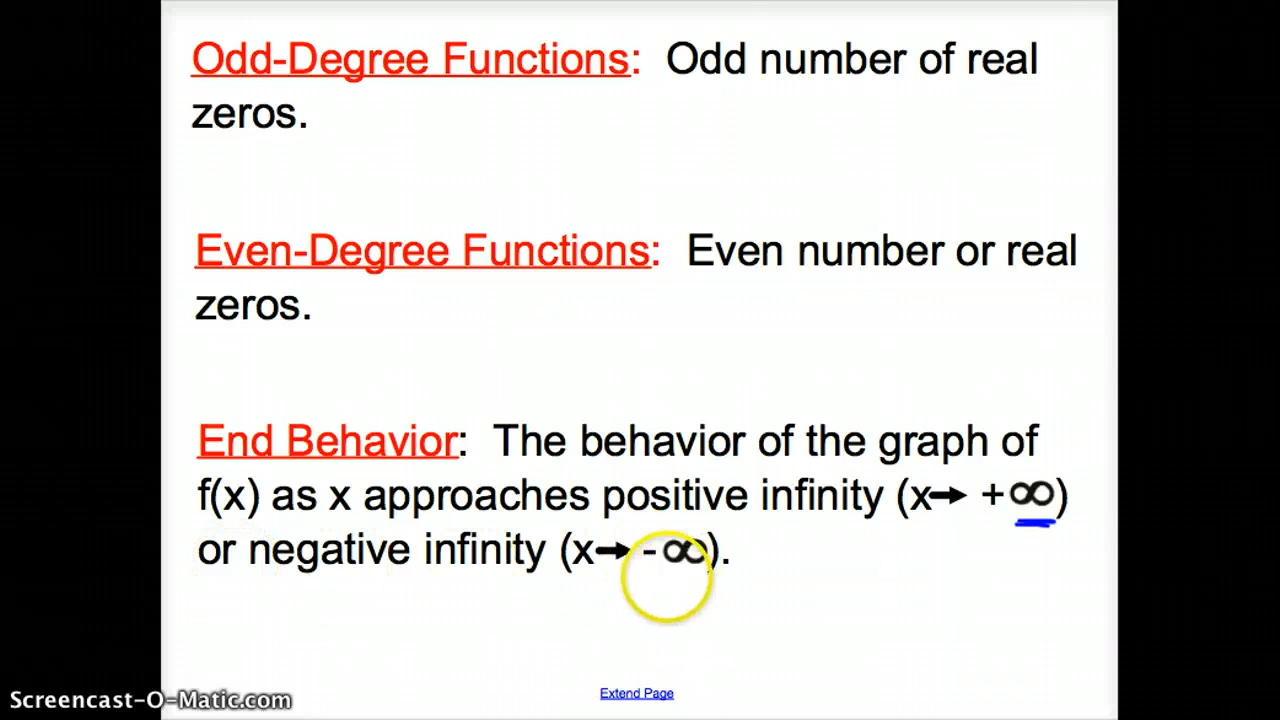 Odd-Degree Functions: Odd number of real
zeros.
Even-Degree Functions: Even number or real
zeros.
End Behavior: The behavior of the graph of
f(x) as x approaches positive infinity (x→ +∞)
or negative infinity (x→ -∞).
Extend Page
Screencast-O-Matic.com